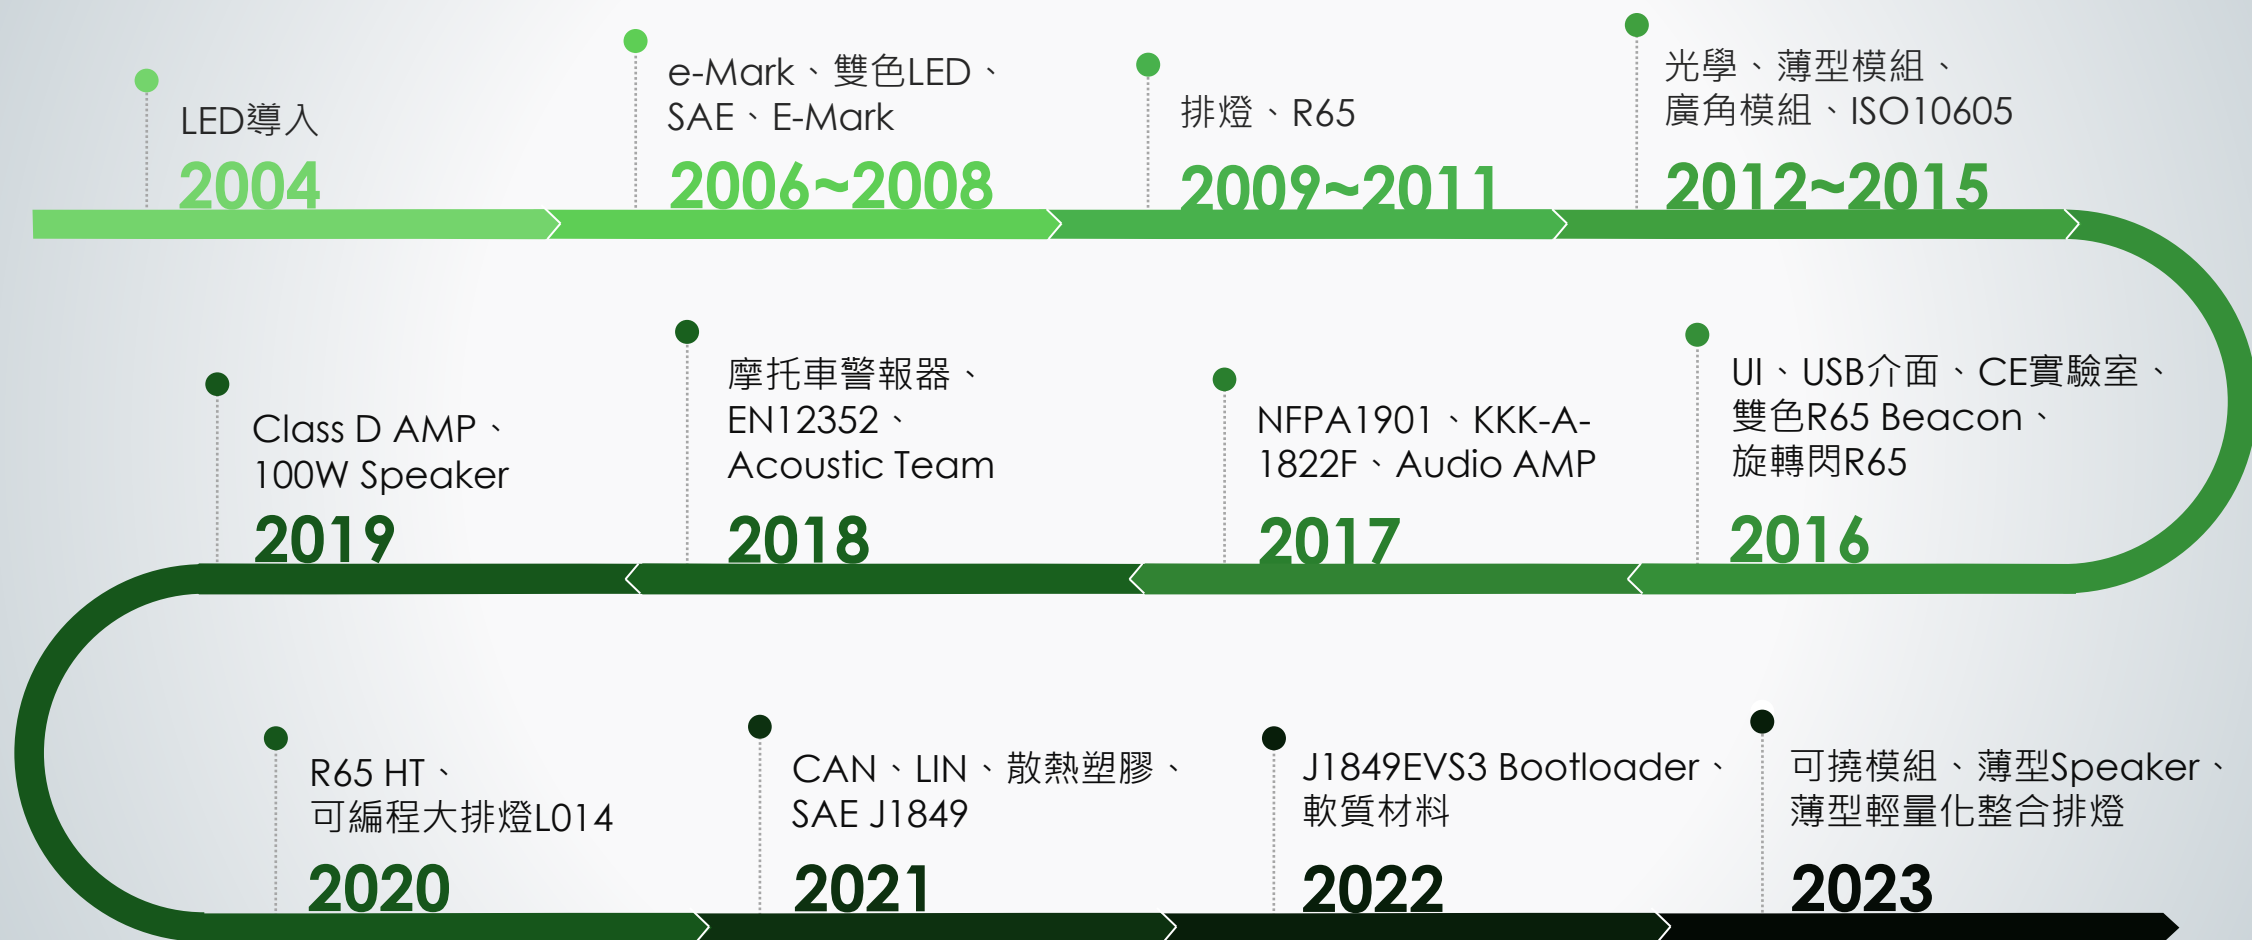 LED導入
2004
e-Mark、雙色LED、
SAE、E-Mark
2006~2008
排燈、R65
2009~2011
光學、薄型模組、
廣角模組、ISO10605
2012~2015
UI、USB介面、CE實驗室、
雙色R65 Beacon、
旋轉閃R65
2016
NFPA1901、KKK-A-
1822F、Audio AMP
2017
摩托車警報器、
EN12352、
Acoustic Team
2018
Class D AMP、
100W Speaker
2019
R65 HT、
可編程大排燈L014
2020
CAN、LIN、散熱塑膠、
SAE J1849
2021
J1849EVS3 Bootloader、
軟質材料
2022
可撓模組、薄型Speaker、
薄型輕量化整合排燈
2023